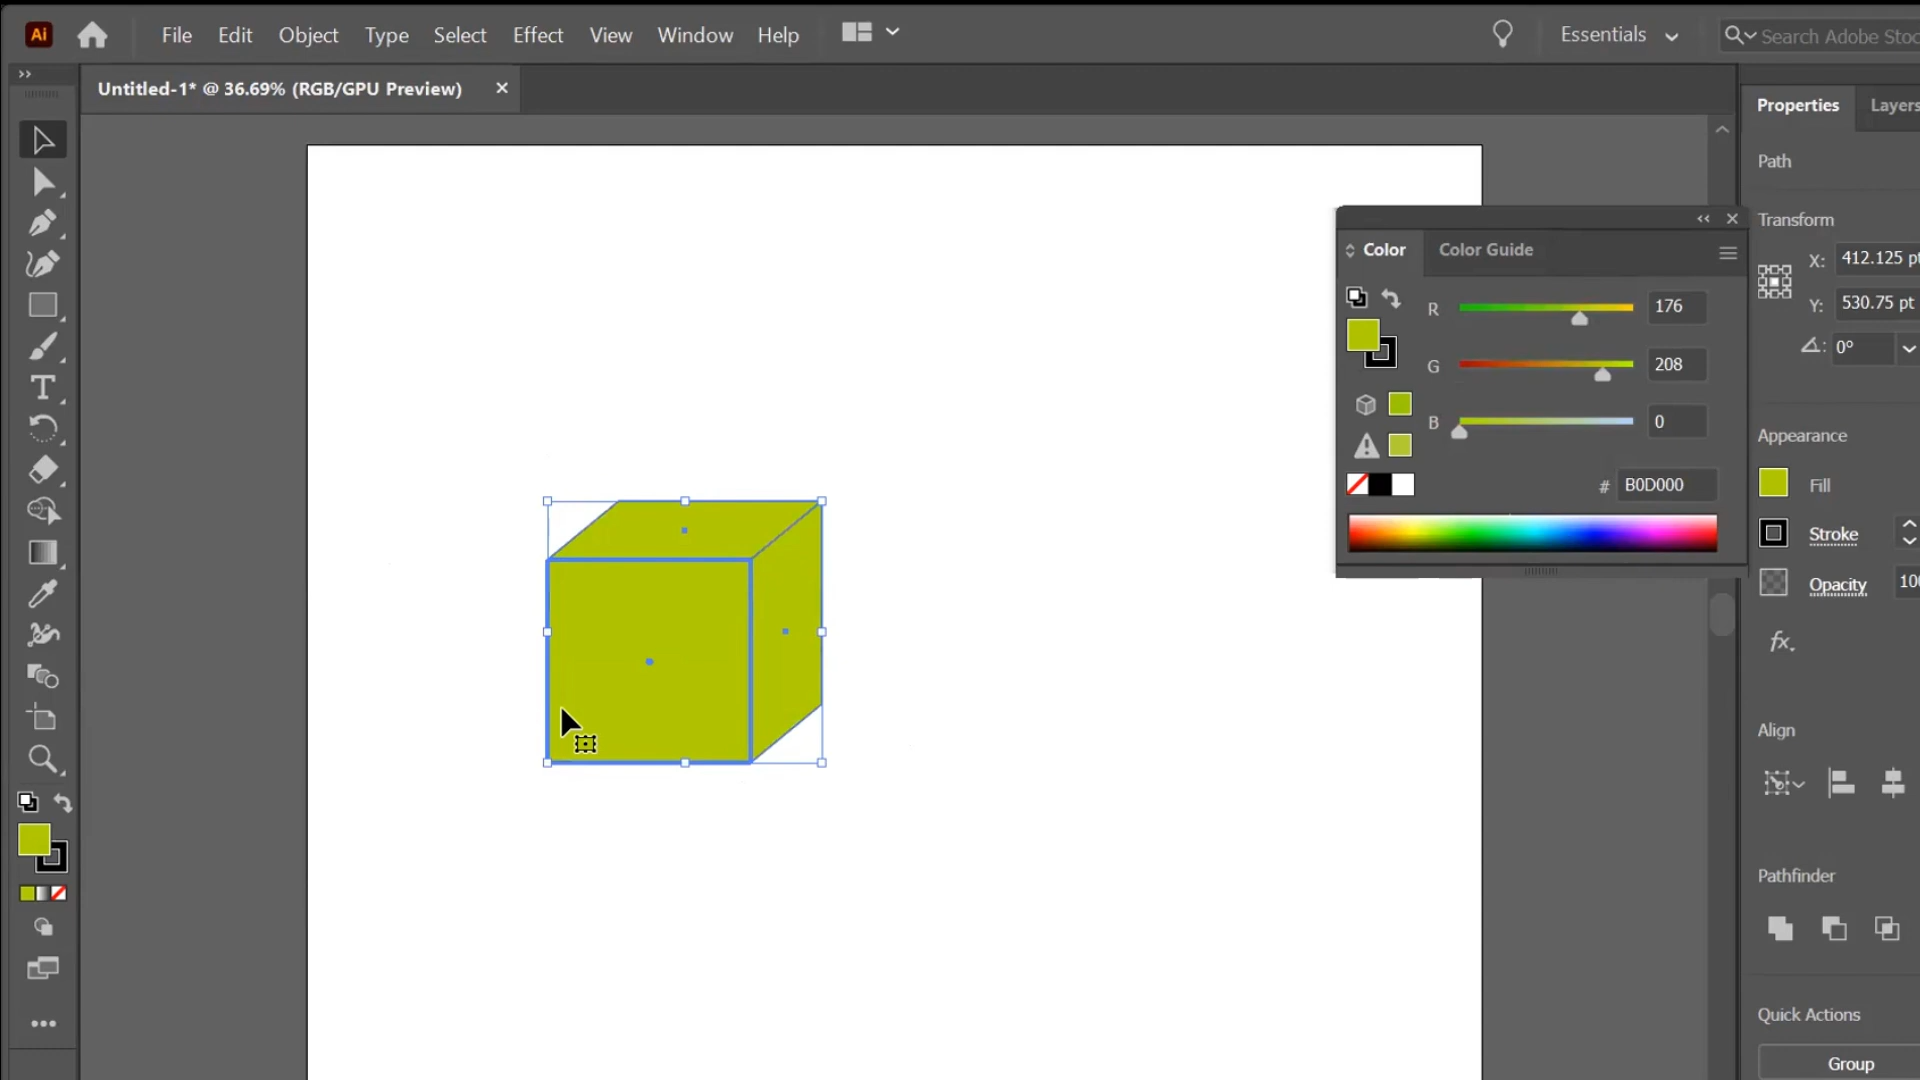 Ai File Edit Object Type Select Effect View Window Help Essentials Search Adobe Stoc
Untitled-1* @ 36.69% (RGB/GPU Preview)
Properties Layers
Path
Transform
X: 412.125 pt
Y: 530.75 pt
0°
Color Color Guide
R 176
G 208
B 0
# B0D000
Appearance
Fill
Stroke
Opacity 100
fx.
Align
Pathfinder
Quick Actions
Group
T